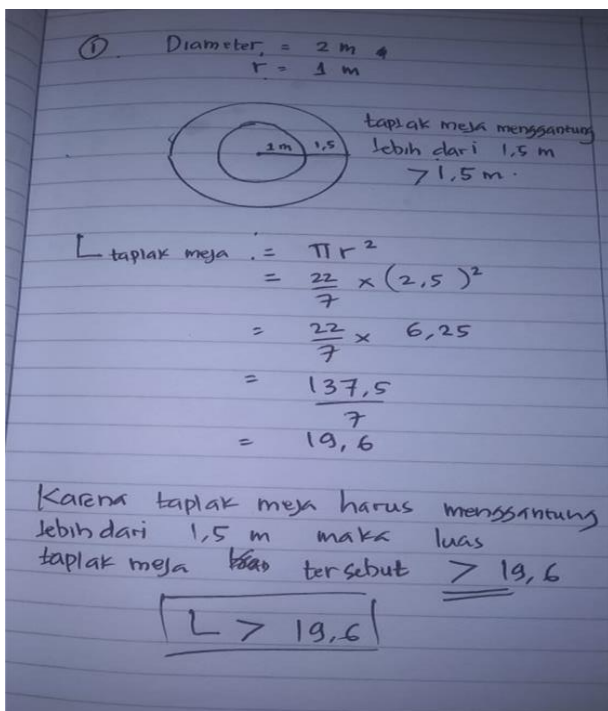 ① Diameter = 2 m
r = 1 m
1 m 1,5
taplak meja menggantung
lebih dari 1,5 m
> 1,5 m.
L taplak meja . = π r²
= 22/7 × (2,5)²
= 22/7 × 6,25
= 137,5/7
= 19,6
Karena taplak meja harus menggantung
lebih dari 1,5 m maka luas
taplak meja tersebut > 19,6
L > 19,6